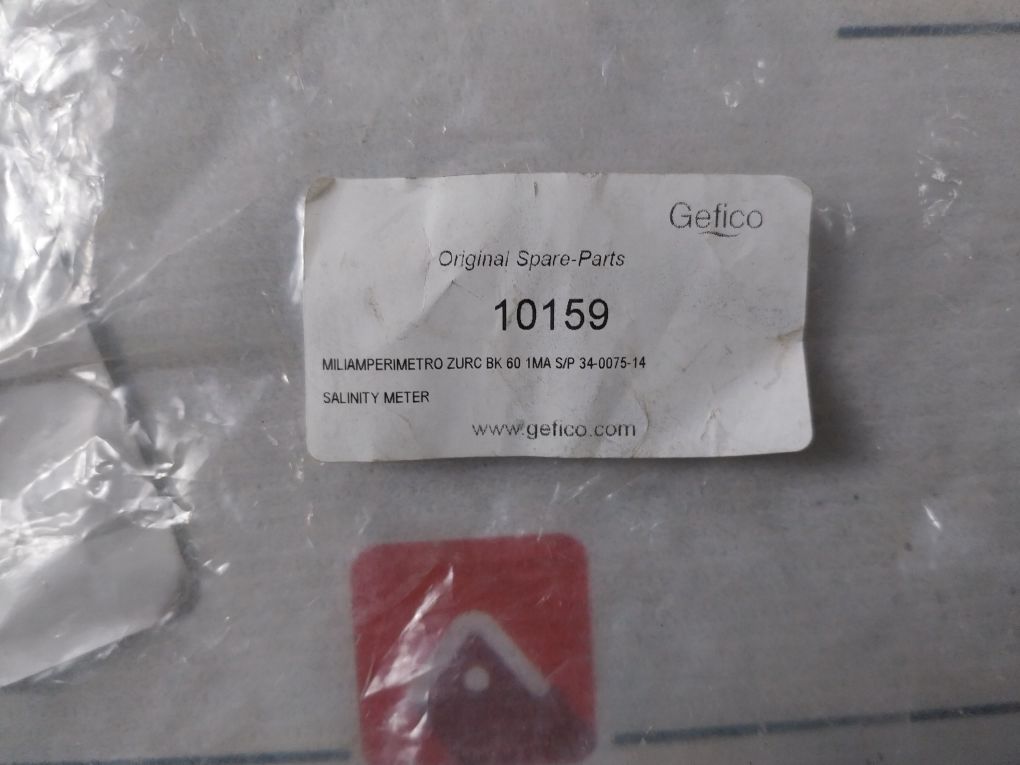 Gefico
Original Spare-Parts
10159
MILIAMPERIMETRO ZURC BK 60 1MA S/P 34-0075-14
SALINITY METER
www.gefico.com